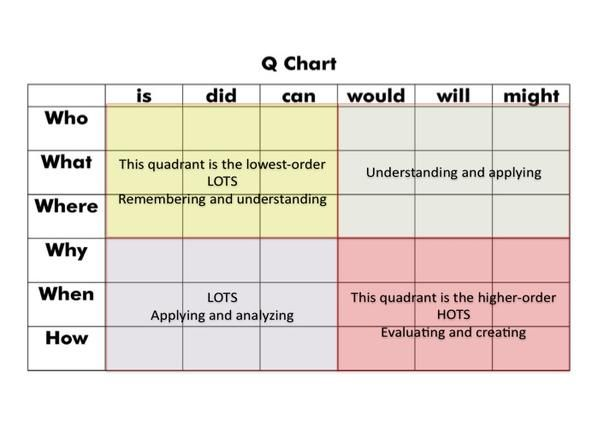 Q Chart
is did can would will might
Who
What
Where
Why
When
How
This quadrant is the lowest-order
LOTS
Remembering and understanding
Understanding and applying
LOTS
Applying and analyzing
This quadrant is the higher-order
HOTS
Evaluating and creating